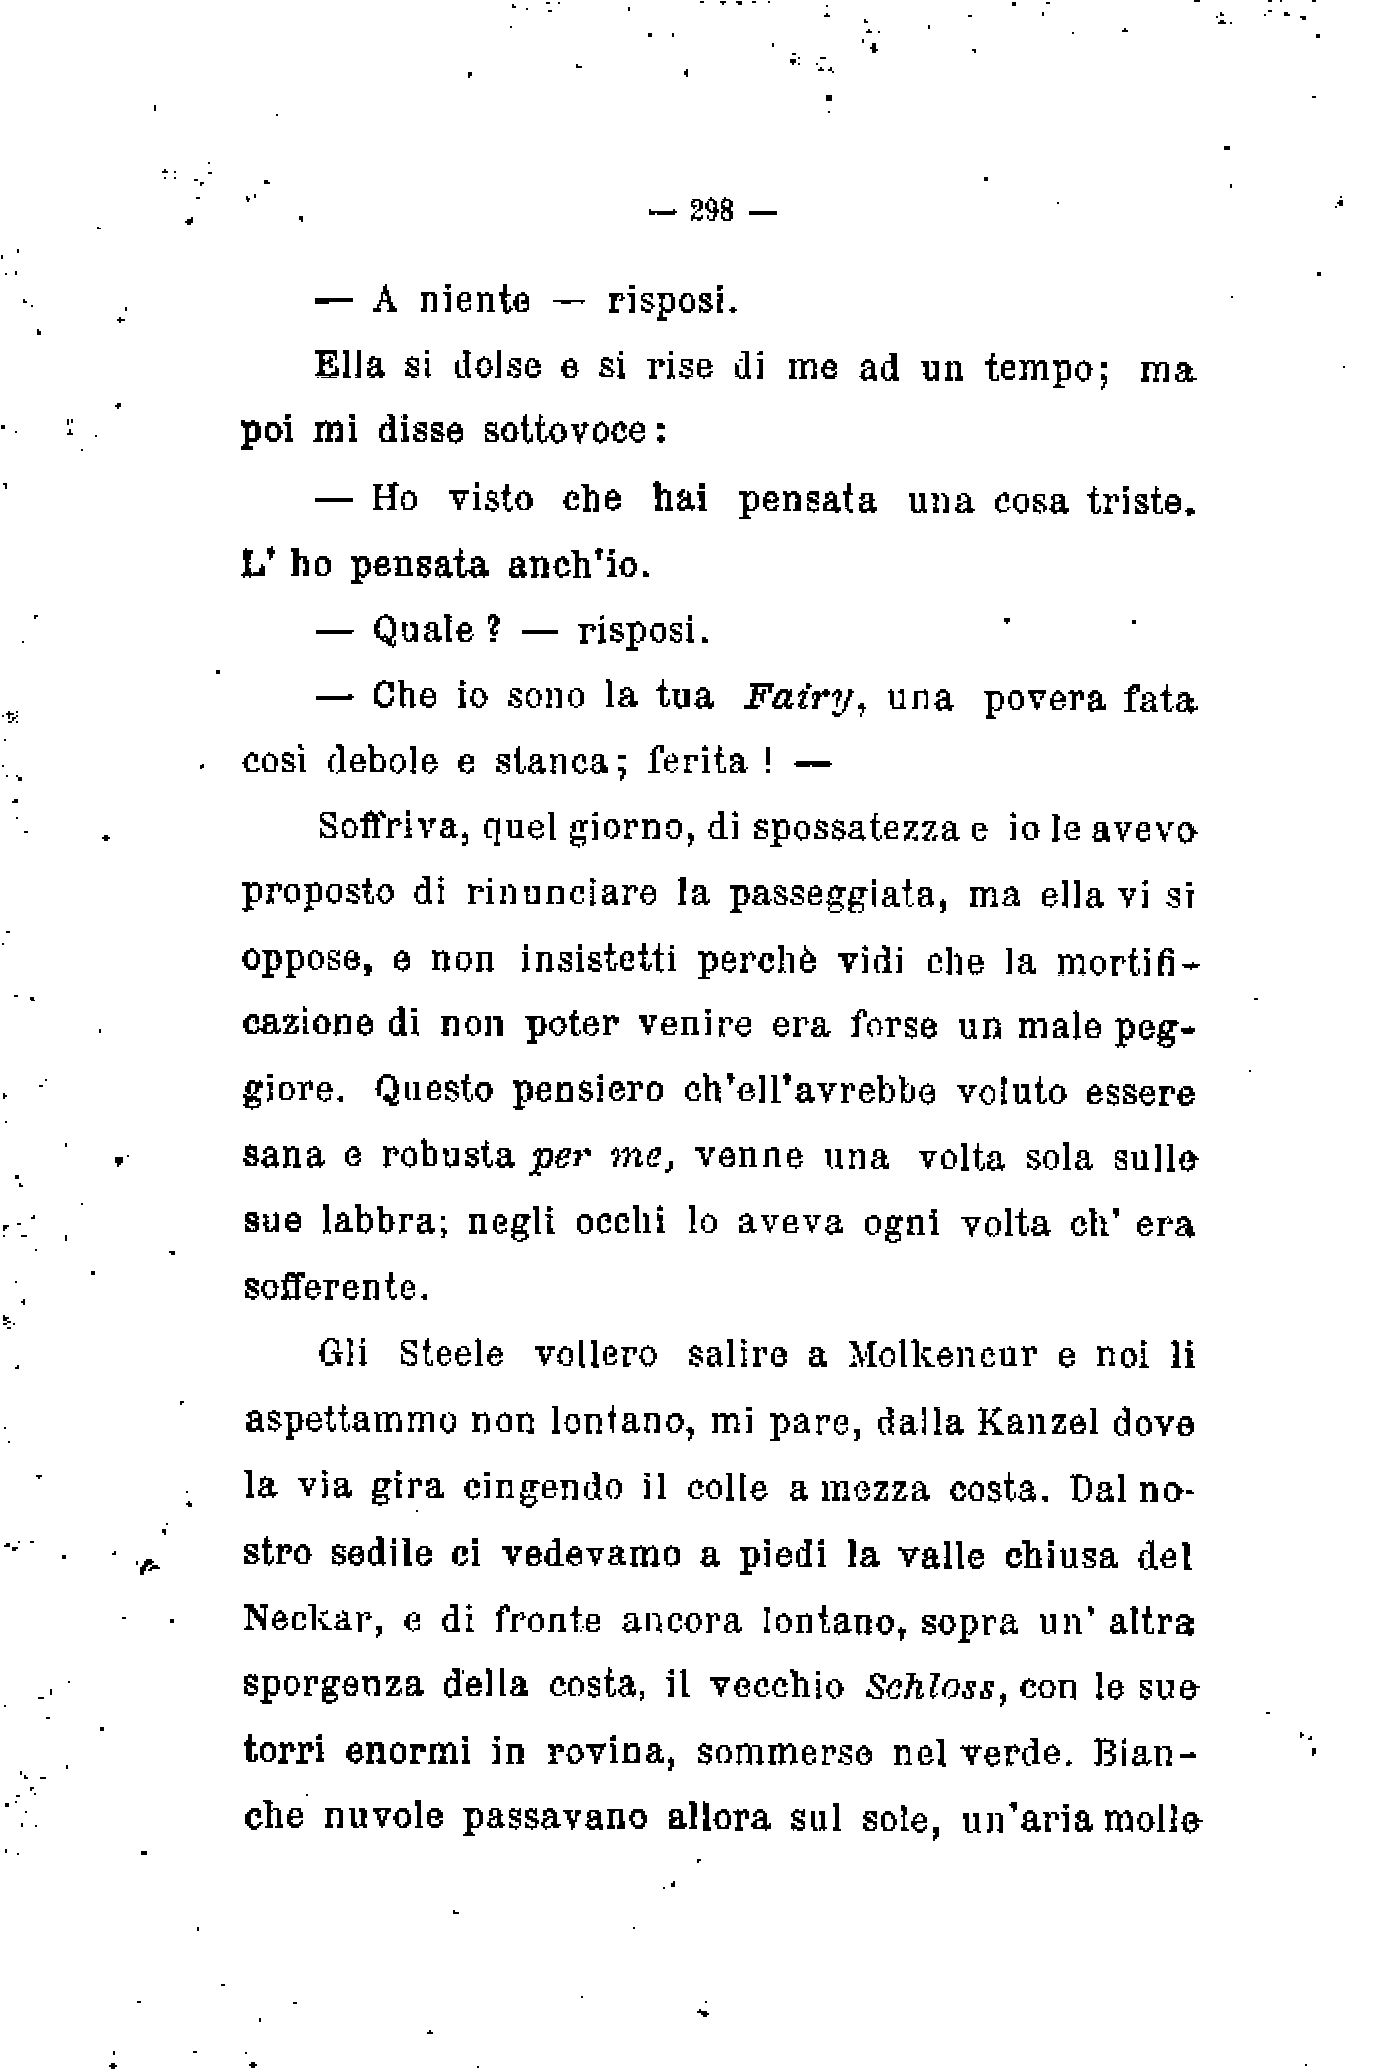 — 298 —
— A niente — risposi.
Ella si dolse e si rise di me ad un tempo; ma
poi mi disse sottovoce:
— Ho visto che hai pensata una cosa triste.
L' ho pensata anch'io.
— Quale? — risposi.
— Che io sono la tua Fairy, una povera fata
così debole e stanca; ferita! —
Soffriva, quel giorno, di spossatezza e io le avevo
proposto di rinunciare la passeggiata, ma ella vi si
oppose, e non insistetti perchè vidi che la mortifi-
cazione di non poter venire era forse un male peg-
giore. Questo pensiero ch'ell'avrebbe voluto essere
sana e robusta per me, venne una volta sola sulle
sue labbra; negli occhi lo aveva ogni volta ch' era
sofferente.
Gli Steele vollero salire a Molkencur e noi li
aspettammo non lontano, mi pare, dalla Kanzel dove
la via gira cingendo il colle a mezza costa. Dal no-
stro sedile ci vedevamo a piedi la valle chiusa del
Neckar, e di fronte ancora lontano, sopra un' altra
sporgenza della costa, il vecchio Schloss, con le sue
torri enormi in rovina, sommerse nel verde. Bian-
che nuvole passavano allora sul sole, un'aria molle